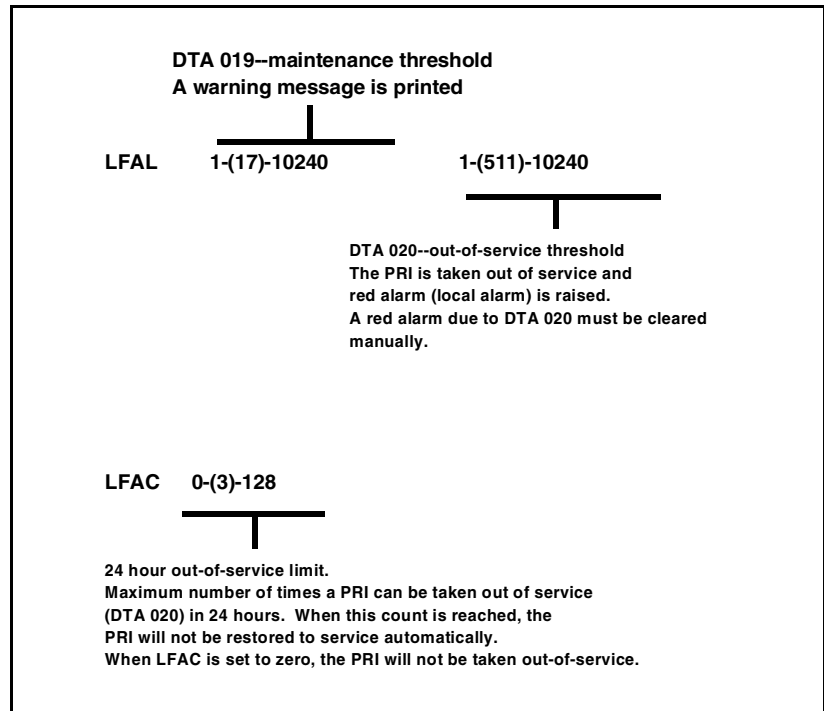 DTA 019--maintenance threshold
A warning message is printed
LFAL 1-(17)-10240 1-(511)-10240
DTA 020--out-of-service threshold
The PRI is taken out of service and
red alarm (local alarm) is raised.
A red alarm due to DTA 020 must be cleared
manually.
LFAC 0-(3)-128
24 hour out-of-service limit.
Maximum number of times a PRI can be taken out of service
(DTA 020) in 24 hours. When this count is reached, the
PRI will not be restored to service automatically.
When LFAC is set to zero, the PRI will not be taken out-of-service.